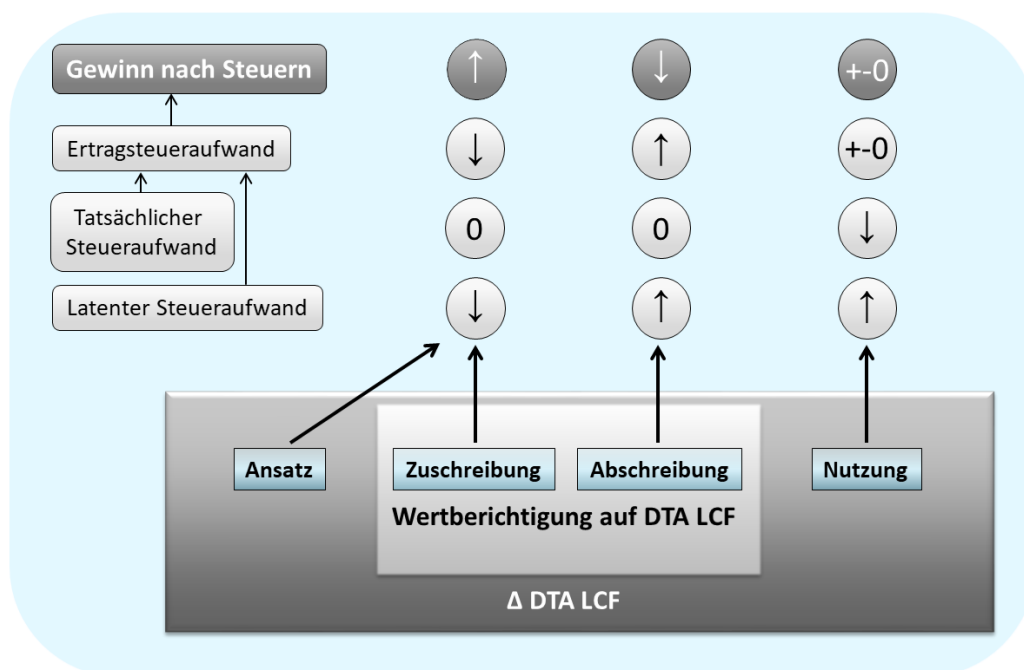 Gewinn nach Steuern ↑ ↓ +-0
Ertragsteueraufwand ↓ ↑ +-0
Tatsächlicher
Steueraufwand 0 0 ↓
Latenter Steueraufwand ↓ ↑ ↑
Ansatz Zuschreibung Abschreibung Nutzung
Wertberichtigung auf DTA LCF
Δ DTA LCF